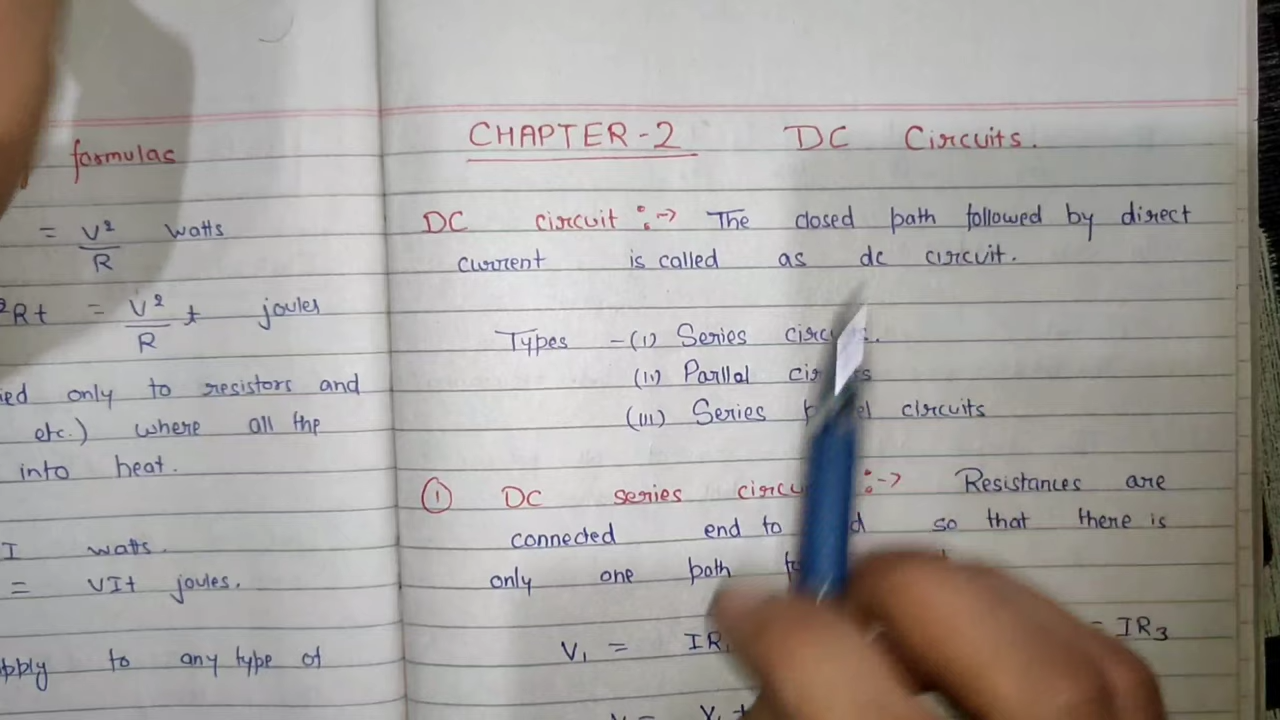 formulas
= V²/R watts
²Rt = V²/R t joules
ied only to resistors and
etc.) where all the
into heat.
I watts.
= VIt joules.
pply to any type of
CHAPTER-2 DC Circuits.
DC circuit :→ The closed path followed by direct
current is called as dc circuit.
Types -(i) Series
(ii) Parllal
(iii) Series circuits
① DC series :→ Resistances are
connected end to so that there is
only one path
V₁ = IR = IR₃
V₁ +